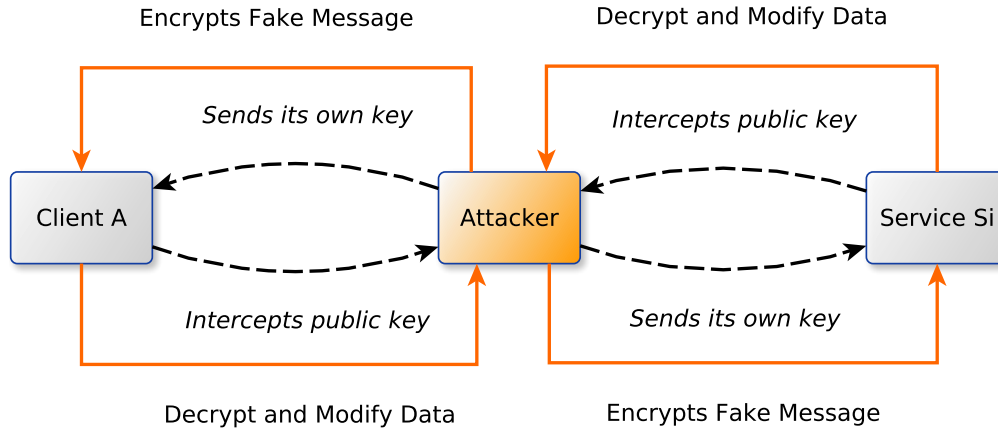 Encrypts Fake Message
Decrypt and Modify Data
Sends its own key
Intercepts public key
Client A
Attacker
Service Si
Intercepts public key
Sends its own key
Decrypt and Modify Data
Encrypts Fake Message